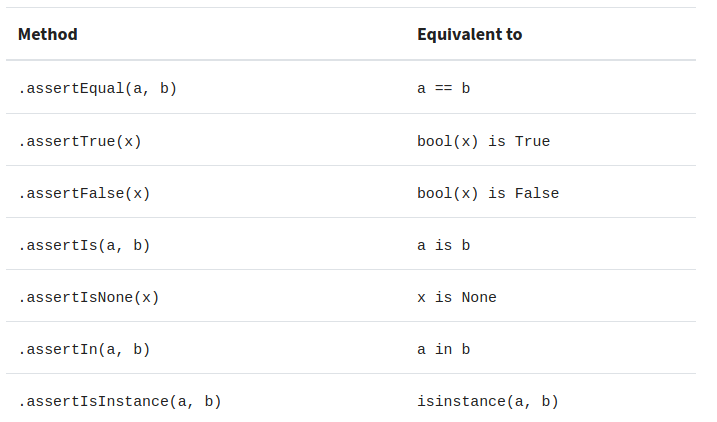 Method Equivalent to
.assertEqual(a, b) a == b
.assertTrue(x) bool(x) is True
.assertFalse(x) bool(x) is False
.assertIs(a, b) a is b
.assertIsNone(x) x is None
.assertIn(a, b) a in b
.assertIsInstance(a, b) isinstance(a, b)